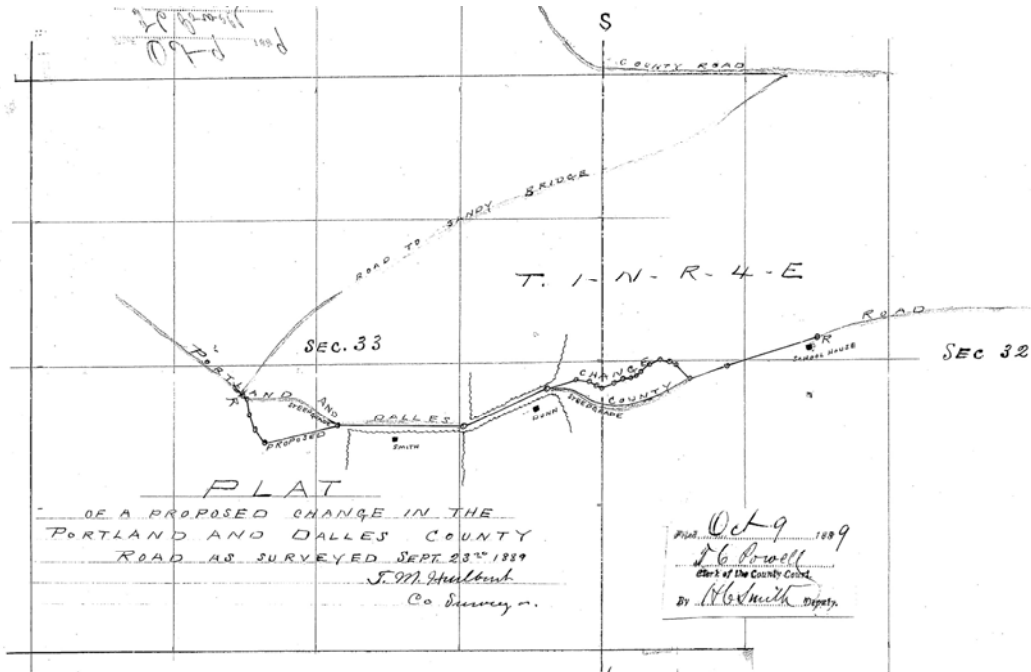 S
COUNTY ROAD
ROAD TO SANDY BRIDGE
T. 1-N-R-4-E
SEC. 33
ROAD
R
SCHOOL HOUSE
SEC 32
CHANGE
COUNTY
STEEP GRADE
DUNN
PORTLAND AND DALLES
STEEP GRADE
PROPOSED
SMITH
PLAT
OF A PROPOSED CHANGE IN THE
PORTLAND AND DALLES COUNTY
ROAD AS SURVEYED SEPT. 23RD 1889
J. M. Hurlburt
Co Surveyor.
Filed Oct 9 1889
T C Powell
Clerk of the County Court.
By H C Smith Deputy.